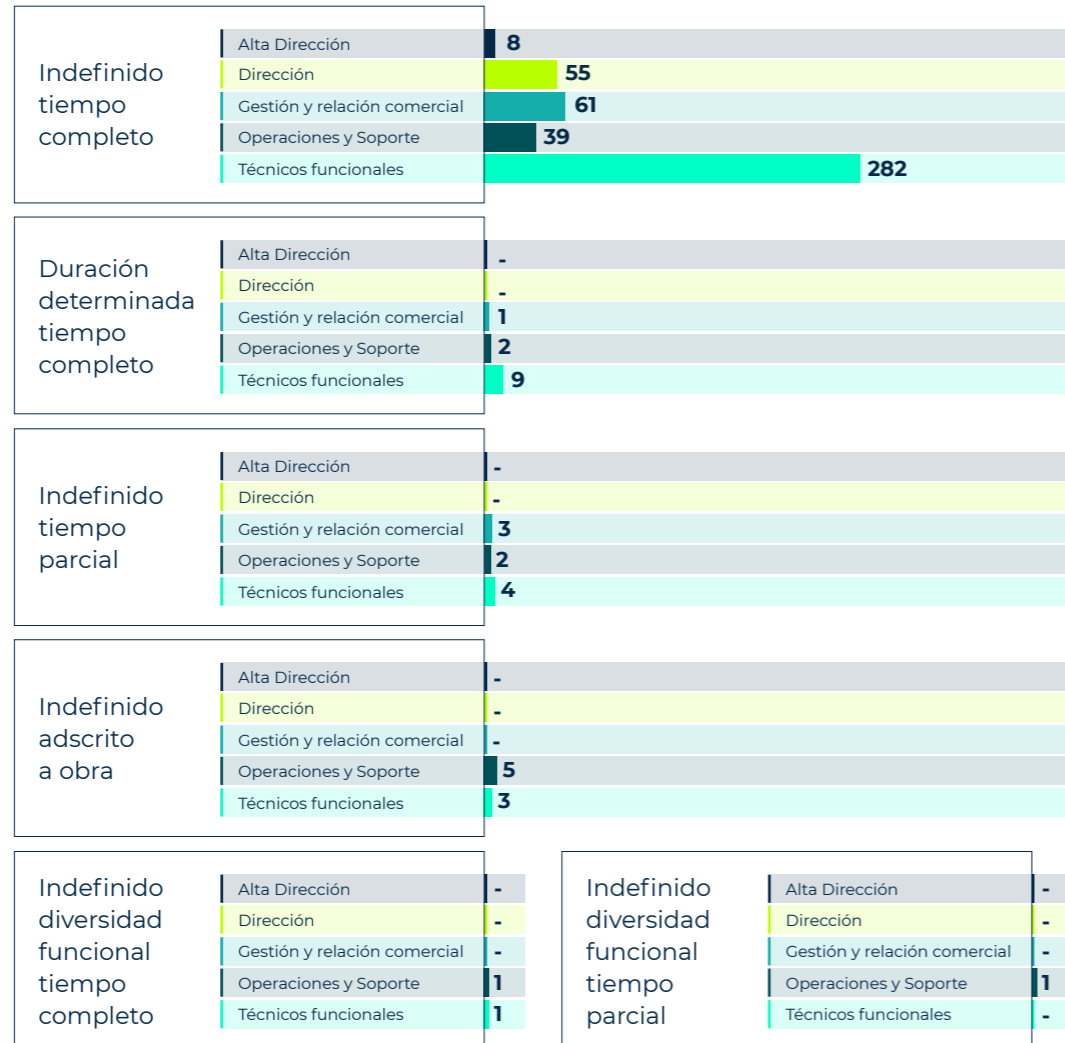 Indefinido
tiempo
completo
Alta Dirección 8
Dirección 55
Gestión y relación comercial 61
Operaciones y Soporte 39
Técnicos funcionales 282
Duración
determinada
tiempo
completo
Alta Dirección -
Dirección -
Gestión y relación comercial 1
Operaciones y Soporte 2
Técnicos funcionales 9
Indefinido
tiempo
parcial
Alta Dirección -
Dirección -
Gestión y relación comercial 3
Operaciones y Soporte 2
Técnicos funcionales 4
Indefinido
adscrito
a obra
Alta Dirección -
Dirección -
Gestión y relación comercial -
Operaciones y Soporte 5
Técnicos funcionales 3
Indefinido
diversidad
funcional
tiempo
completo
Alta Dirección -
Dirección -
Gestión y relación comercial -
Operaciones y Soporte 1
Técnicos funcionales 1
Indefinido
diversidad
funcional
tiempo
parcial
Alta Dirección -
Dirección -
Gestión y relación comercial -
Operaciones y Soporte 1
Técnicos funcionales -